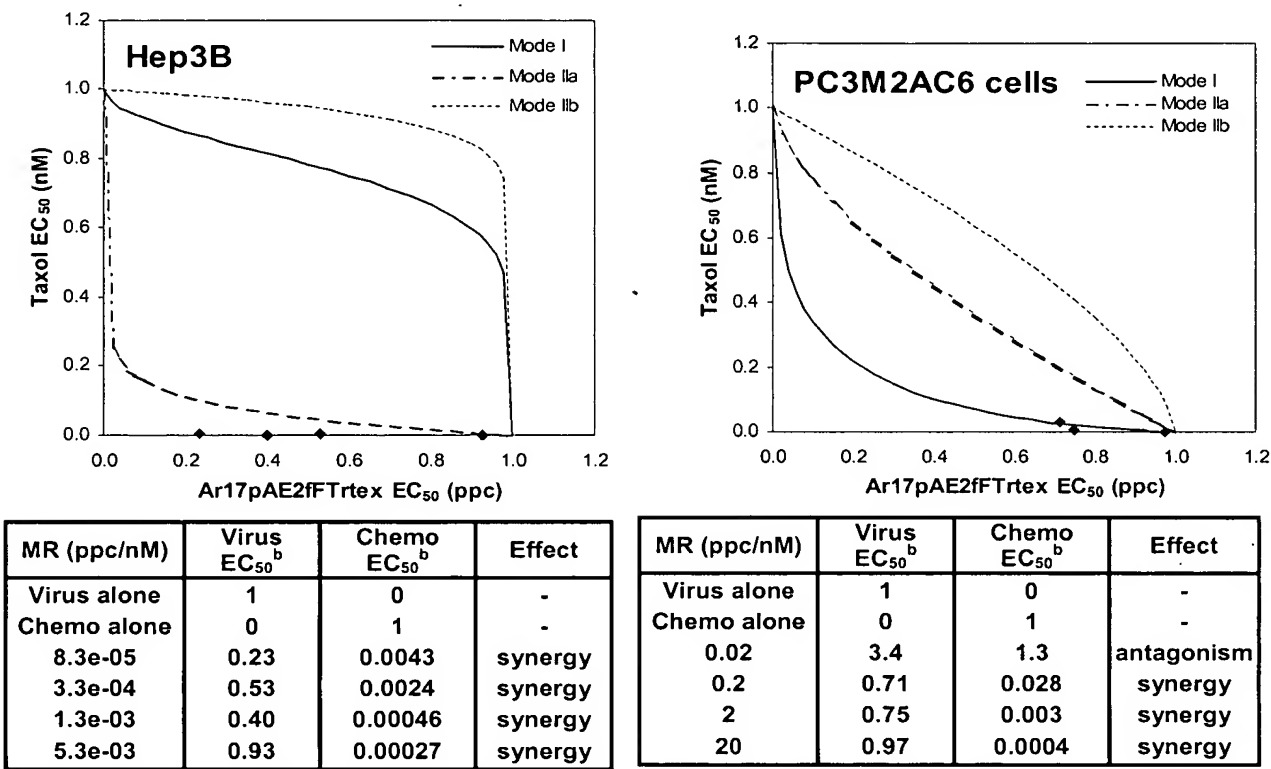 Hep3B
Mode I
Mode IIa
Mode IIb
1.2
1.0
0.8
0.6
0.4
0.2
0.0
Taxol EC50 (nM)
0.0 0.2 0.4 0.6 0.8 1.0 1.2
Ar17pAE2fFTrtex EC50 (ppc)
MR (ppc/nM) Virus EC50b Chemo EC50b Effect
Virus alone 1 0 -
Chemo alone 0 1 -
8.3e-05 0.23 0.0043 synergy
3.3e-04 0.53 0.0024 synergy
1.3e-03 0.40 0.00046 synergy
5.3e-03 0.93 0.00027 synergy
PC3M2AC6 cells
Mode I
Mode IIa
Mode IIb
1.2
1.0
0.8
0.6
0.4
0.2
0.0
Taxol EC50 (nM)
0.0 0.2 0.4 0.6 0.8 1.0 1.2
Ar17pAE2fFTrtex EC50 (ppc)
MR (ppc/nM) Virus EC50b Chemo EC50b Effect
Virus alone 1 0 -
Chemo alone 0 1 -
0.02 3.4 1.3 antagonism
0.2 0.71 0.028 synergy
2 0.75 0.003 synergy
20 0.97 0.0004 synergy